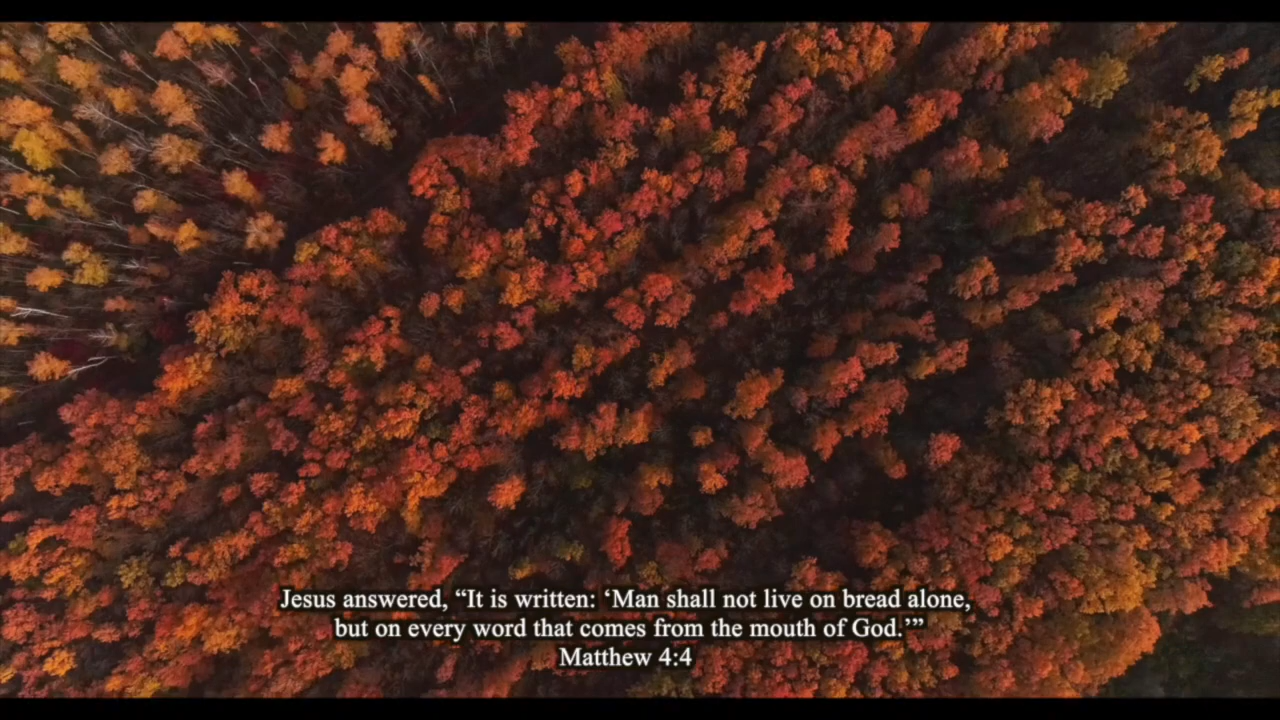 Jesus answered, “It is written: ‘Man shall not live on bread alone,
but on every word that comes from the mouth of God.’”
Matthew 4:4